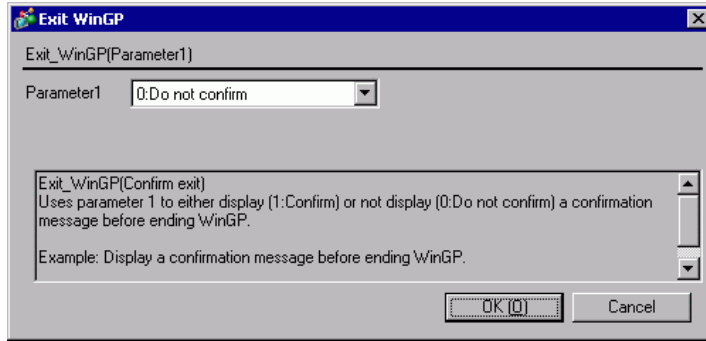 Exit WinGP
Exit_WinGP(Parameter1)
Parameter1 0:Do not confirm
Exit_WinGP(Confirm exit)
Uses parameter 1 to either display (1:Confirm) or not display (0:Do not confirm) a confirmation
message before ending WinGP.
Example: Display a confirmation message before ending WinGP.
OK (O) Cancel